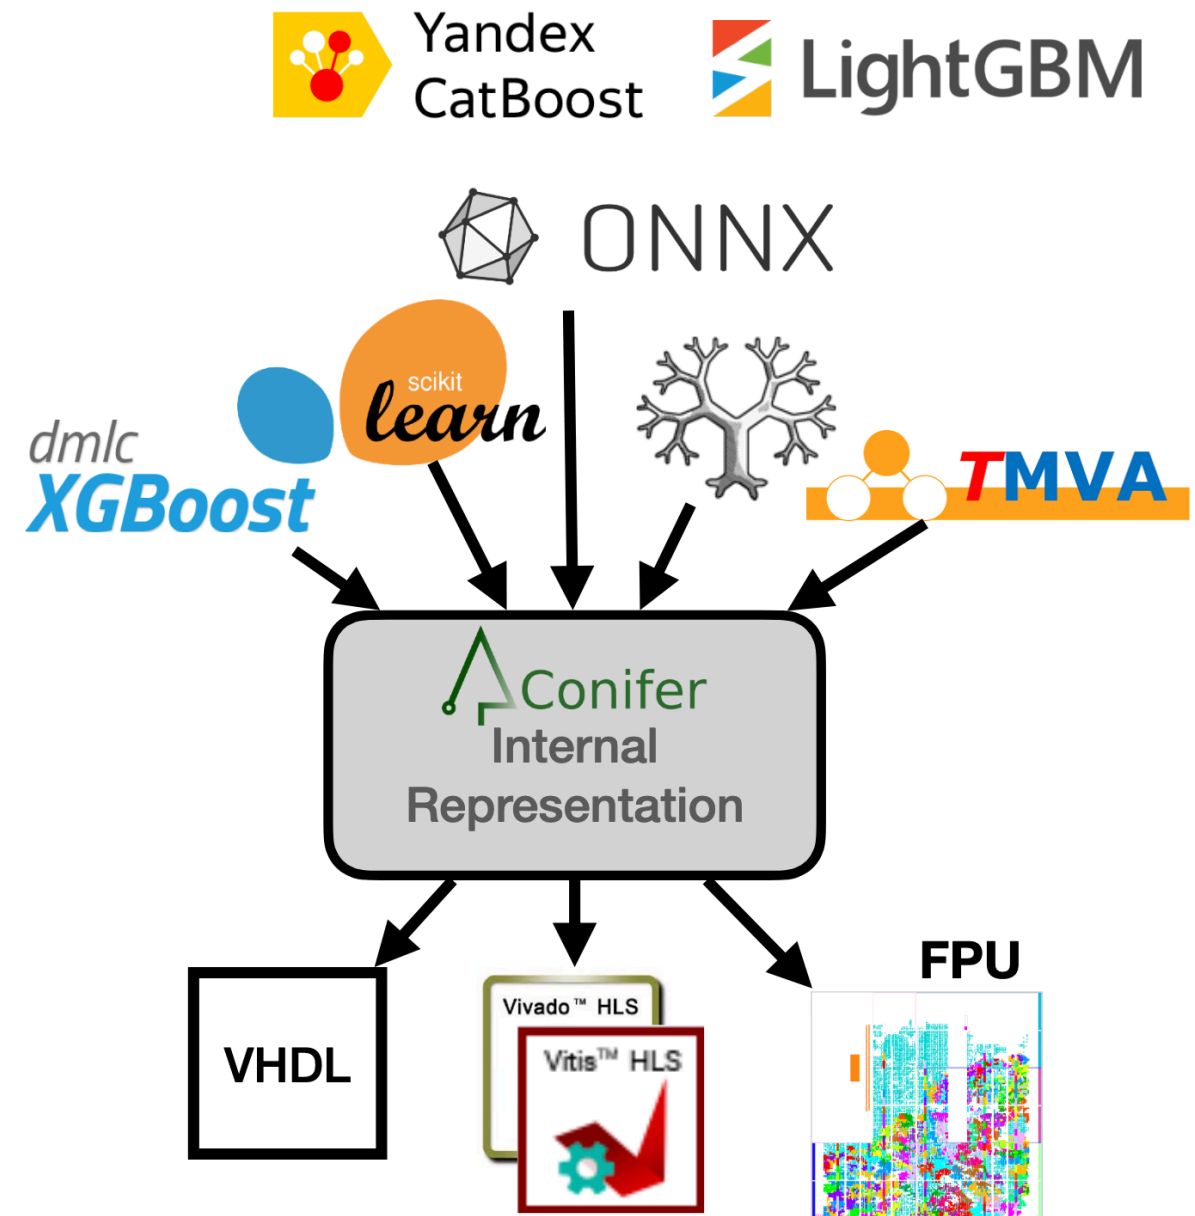 Yandex
CatBoost
LightGBM
ONNX
scikit
learn
dmlc
XGBoost
TMVA
Conifer
Internal
Representation
FPU
Vivado™ HLS
VHDL
Vitis™ HLS